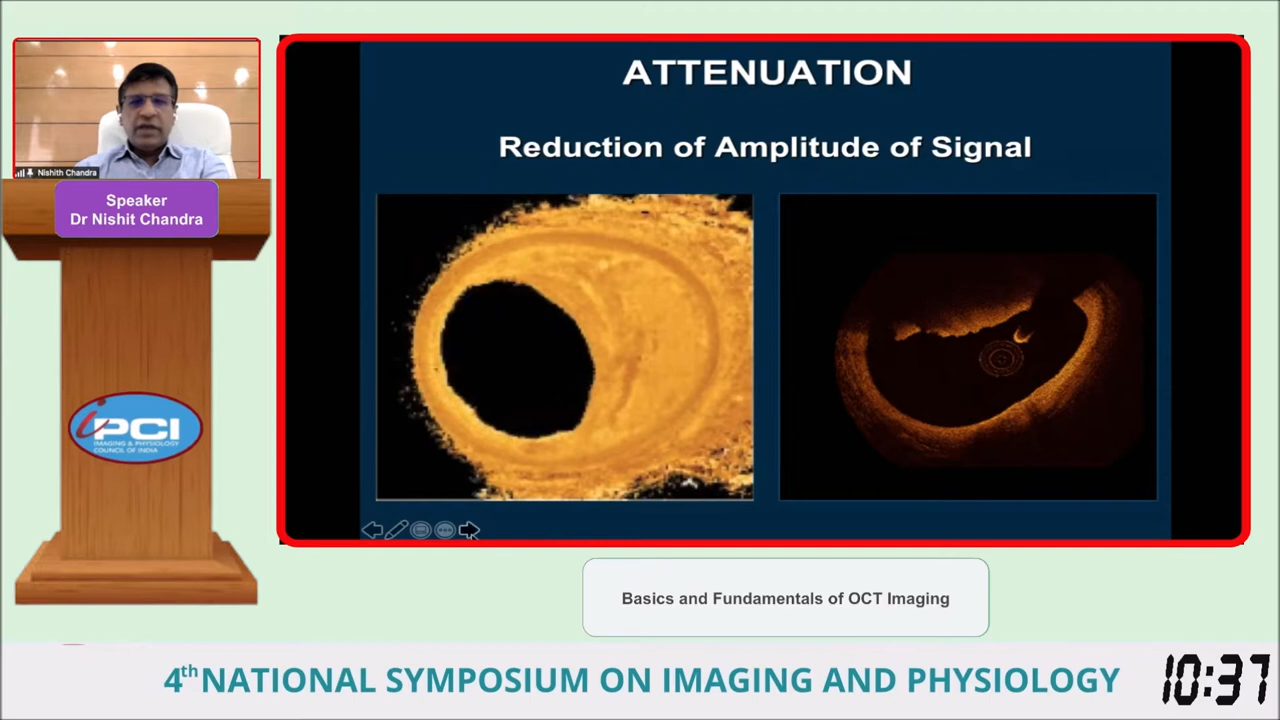 ATTENUATION
Reduction of Amplitude of Signal
Nishith Chandra
Speaker
Dr Nishit Chandra
iPCI
IMAGING & PHYSIOLOGY
COUNCIL OF INDIA
Basics and Fundamentals of OCT Imaging
4th NATIONAL SYMPOSIUM ON IMAGING AND PHYSIOLOGY
10:37